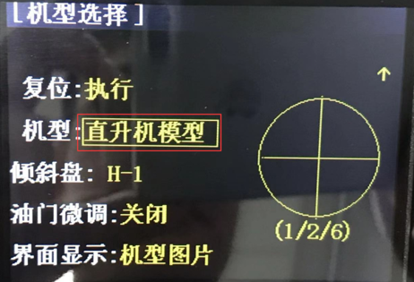 [机型选择]
复位:执行
机型:直升机模型
倾斜盘: H-1
油门微调:关闭
界面显示:机型图片
(1/2/6)